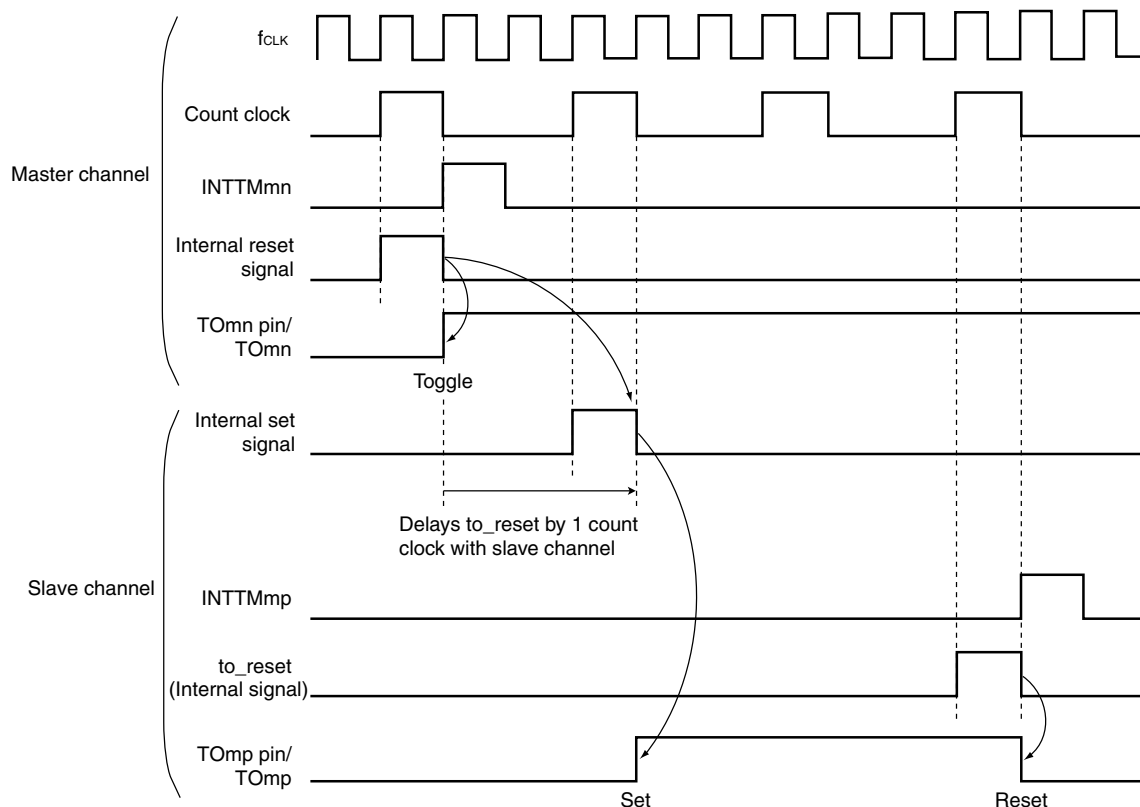 fCLK
Count clock
Master channel
INTTMmn
Internal reset
signal
TOmn pin/
TOmn
Toggle
Internal set
signal
Delays to_reset by 1 count
clock with slave channel
Slave channel
INTTMmp
to_reset
(Internal signal)
TOmp pin/
TOmp
Set
Reset